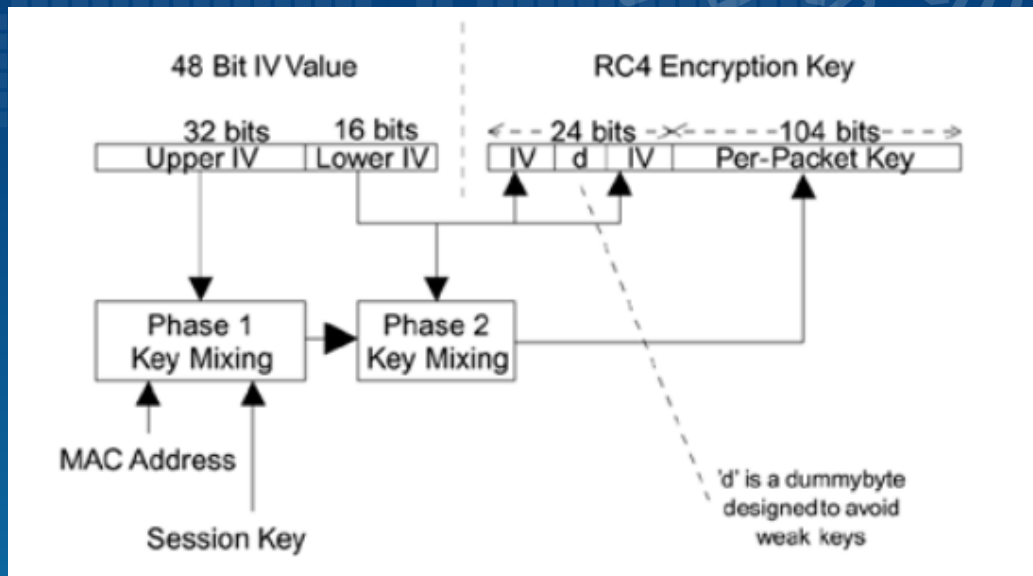 48 Bit IV Value
RC4 Encryption Key
32 bits
16 bits
24 bits
104 bits
Upper IV
Lower IV
IV
d
IV
Per-Packet Key
Phase 1
Key Mixing
Phase 2
Key Mixing
MAC Address
Session Key
'd' is a dummybyte
designed to avoid
weak keys